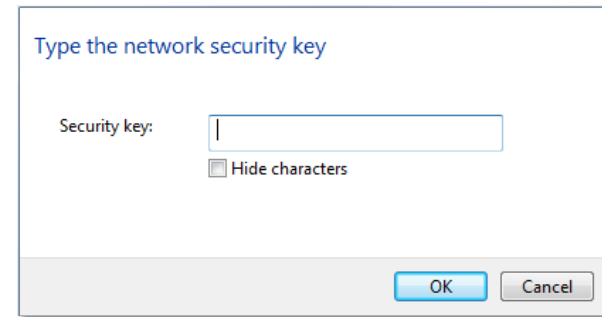 Type the network security key
Security key:
Hide characters
OK Cancel